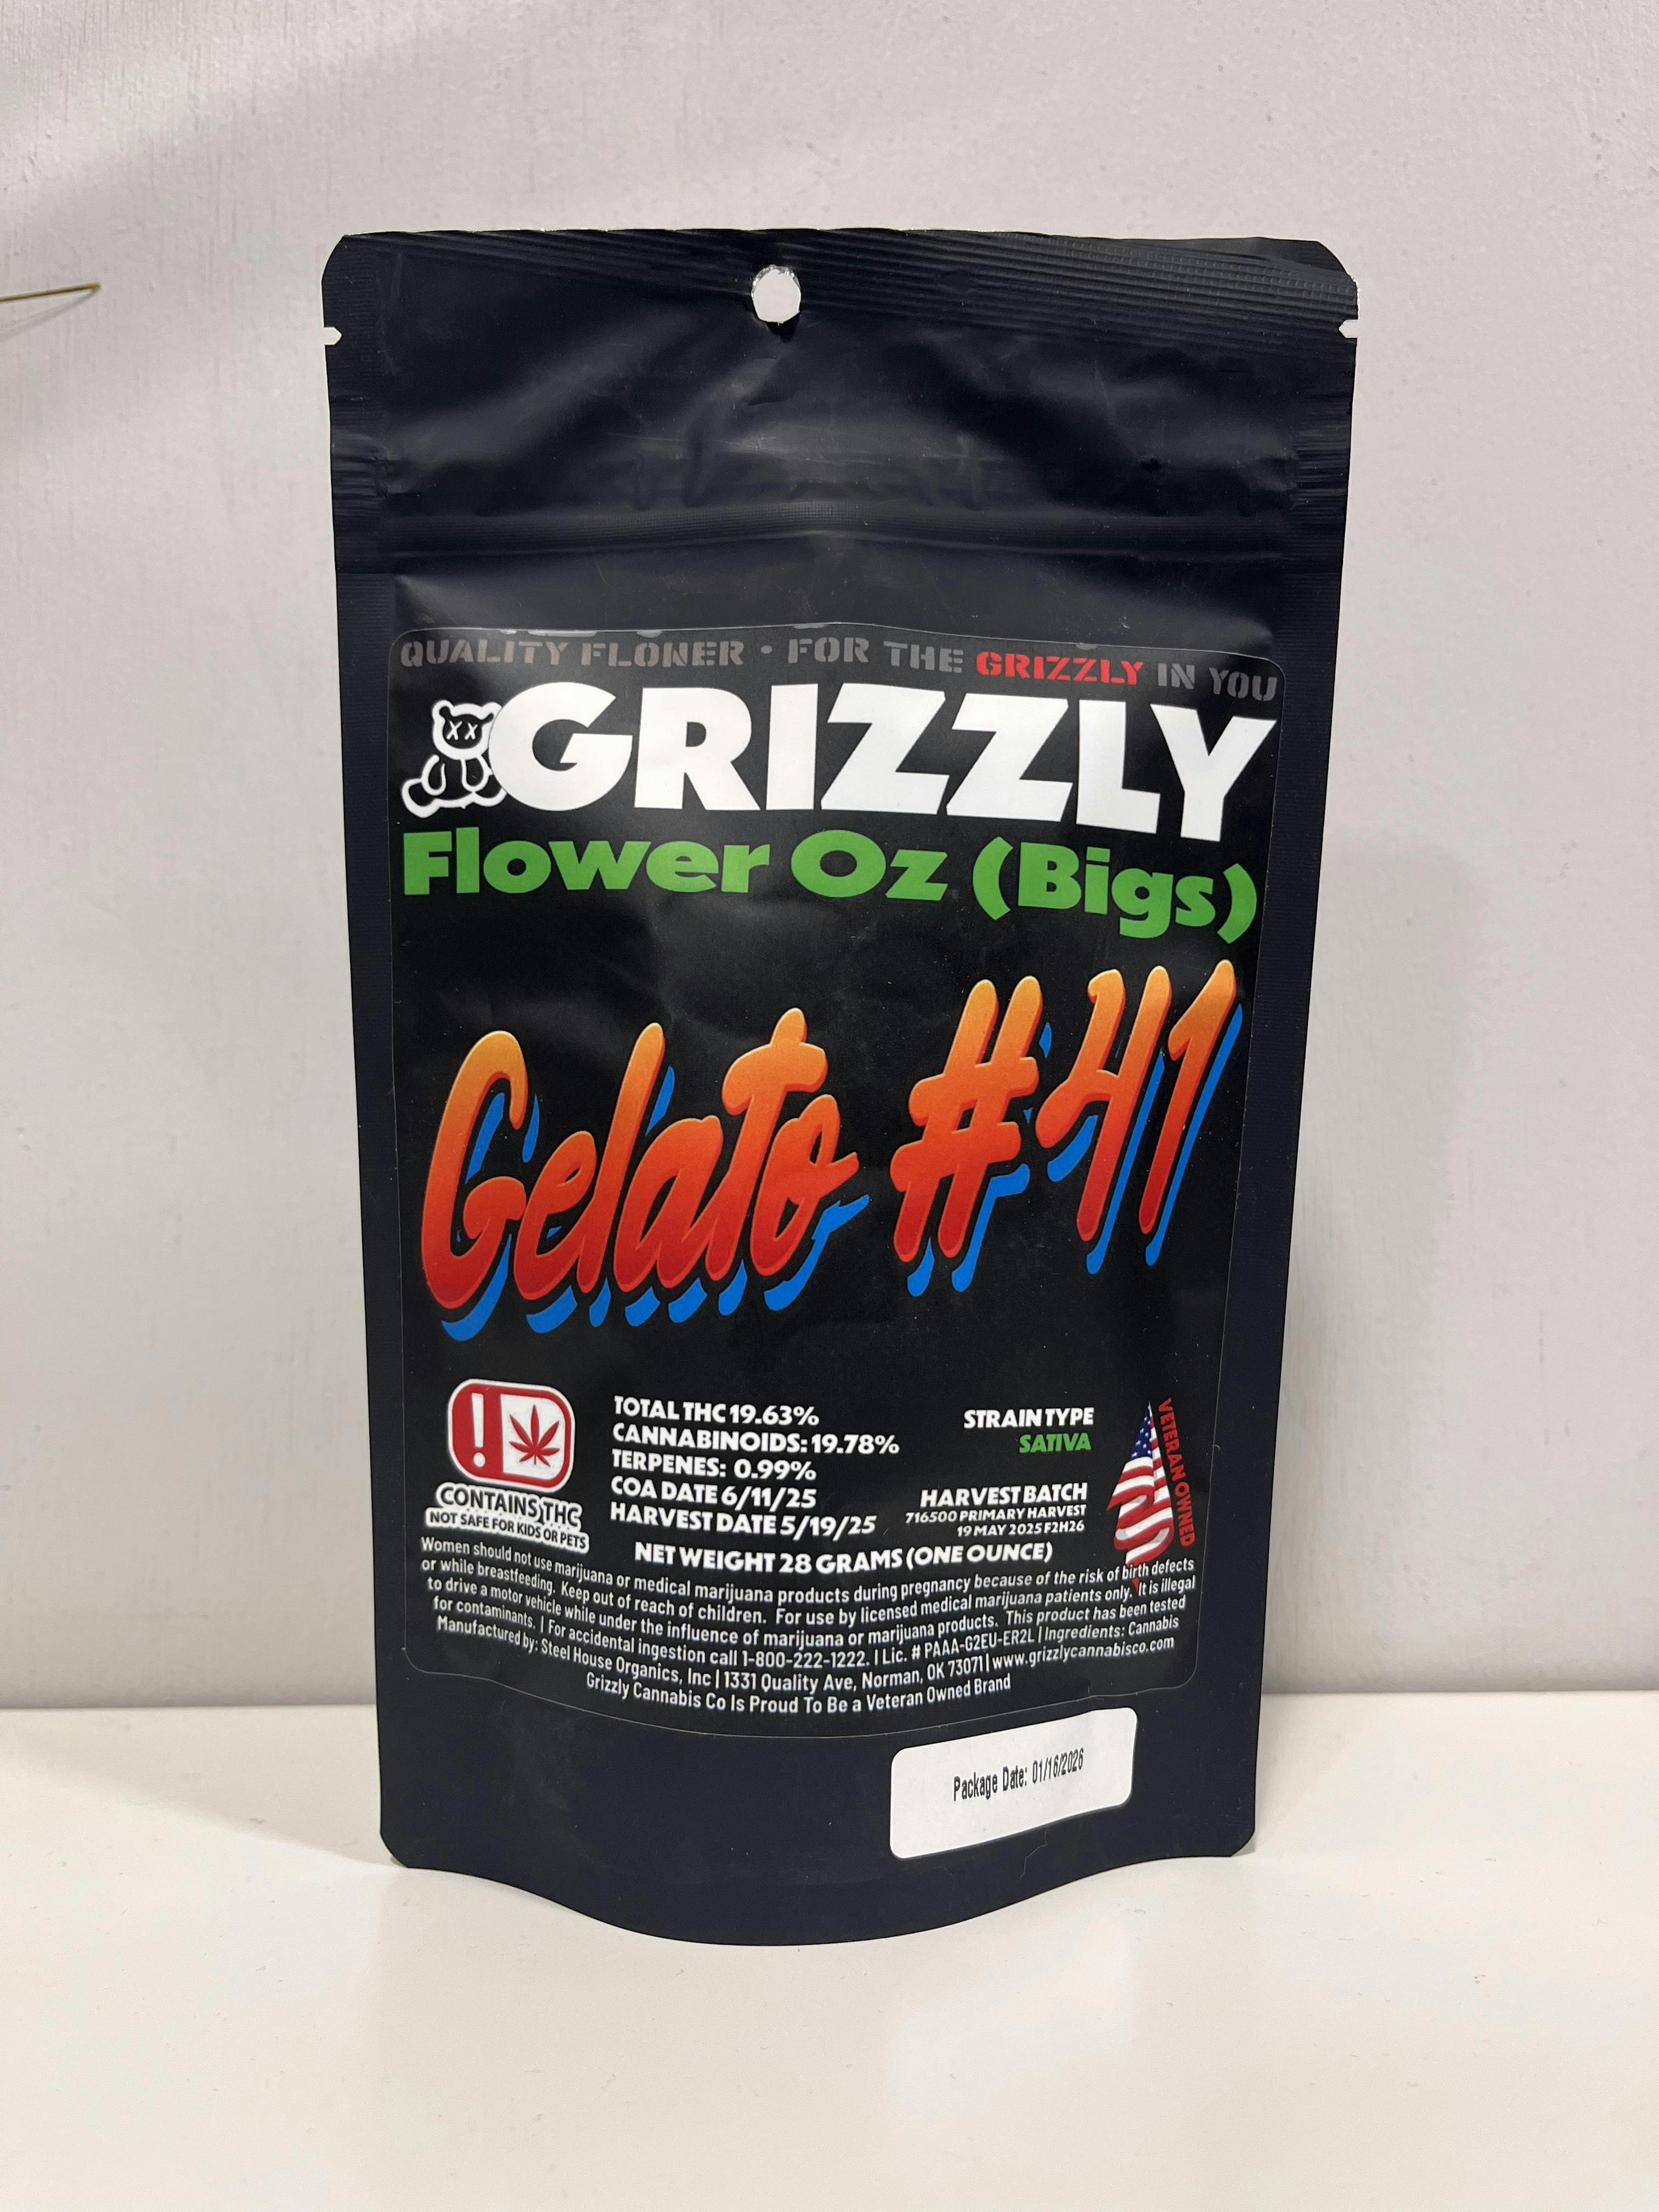 QUALITY FLOWER • FOR THE GRIZZLY IN YOU
GRIZZLY
Flower Oz (Bigs)
Gelato #41
TOTAL THC 19.63%
CANNABINOIDS: 19.78%
TERPENES: 0.99%
COA DATE 6/11/25
HARVEST DATE 5/19/25
STRAIN TYPE
SATIVA
HARVEST BATCH
716500 PRIMARY HARVEST
19 MAY 2025 F2H26
VETERAN OWNED
CONTAINS THC
NOT SAFE FOR KIDS OR PETS
NET WEIGHT 28 GRAMS (ONE OUNCE)
Women should not use marijuana or medical marijuana products during pregnancy because of the risk of birth defects
or while breastfeeding. Keep out of reach of children. For use by licensed medical marijuana patients only. It is illegal
to drive a motor vehicle while under the influence of marijuana or marijuana products. This product has been tested
for contaminants. | For accidental ingestion call 1-800-222-1222. | Lic. # PAAA-G2EU-ER2L | Ingredients: Cannabis
Manufactured by: Steel House Organics, Inc | 1331 Quality Ave, Norman, OK 73071 | www.grizzlycannabisco.com
Grizzly Cannabis Co Is Proud To Be a Veteran Owned Brand
Package Date: 01/16/2026